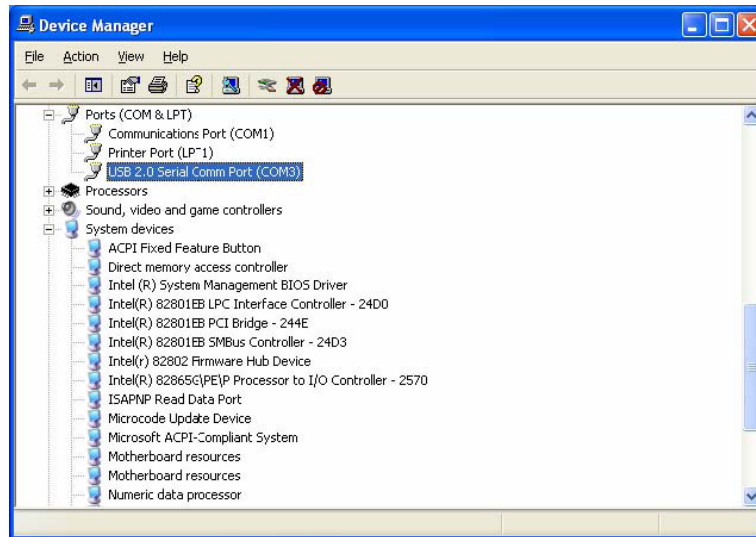 Device Manager
File Action View Help
Ports (COM & LPT)
Communications Port (COM1)
Printer Port (LPT1)
USB 2.0 Serial Comm Port (COM3)
Processors
Sound, video and game controllers
System devices
ACPI Fixed Feature Button
Direct memory access controller
Intel (R) System Management BIOS Driver
Intel(R) 82801EB LPC Interface Controller - 24D0
Intel(R) 82801EB PCI Bridge - 244E
Intel(R) 82801EB SMBus Controller - 24D3
Intel(r) 82802 Firmware Hub Device
Intel(R) 82865G\PE\P Processor to I/O Controller - 2570
ISAPNP Read Data Port
Microcode Update Device
Microsoft ACPI-Compliant System
Motherboard resources
Motherboard resources
Numeric data processor